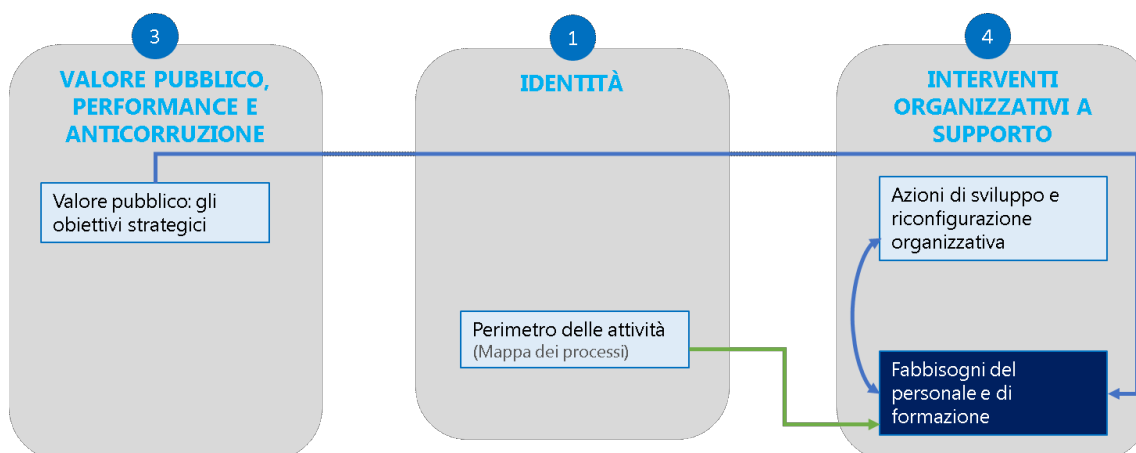 3
VALORE PUBBLICO,
PERFORMANCE E
ANTICORRUZIONE
Valore pubblico: gli
obiettivi strategici
1
IDENTITÀ
Perimetro delle attività
(Mappa dei processi)
4
INTERVENTI
ORGANIZZATIVI A
SUPPORTO
Azioni di sviluppo e
riconfigurazione
organizzativa
Fabbisogni del
personale e di
formazione